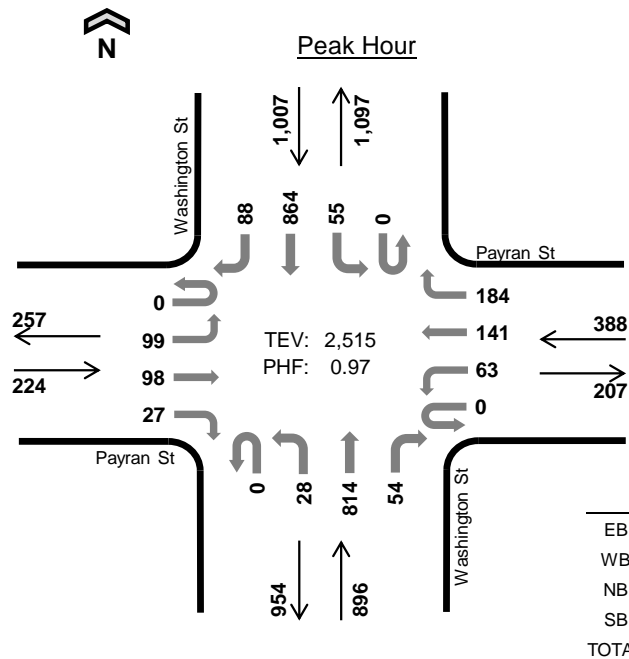 N
Peak Hour
Washington St
1,007
1,097
88 864 55 0
Payran St
0
184
257
99
TEV: 2,515
141
388
224
98
PHF: 0.97
63
207
27
0
Payran St
0 28 814 54
Washington St
954
896
EB
WB
NB
SB